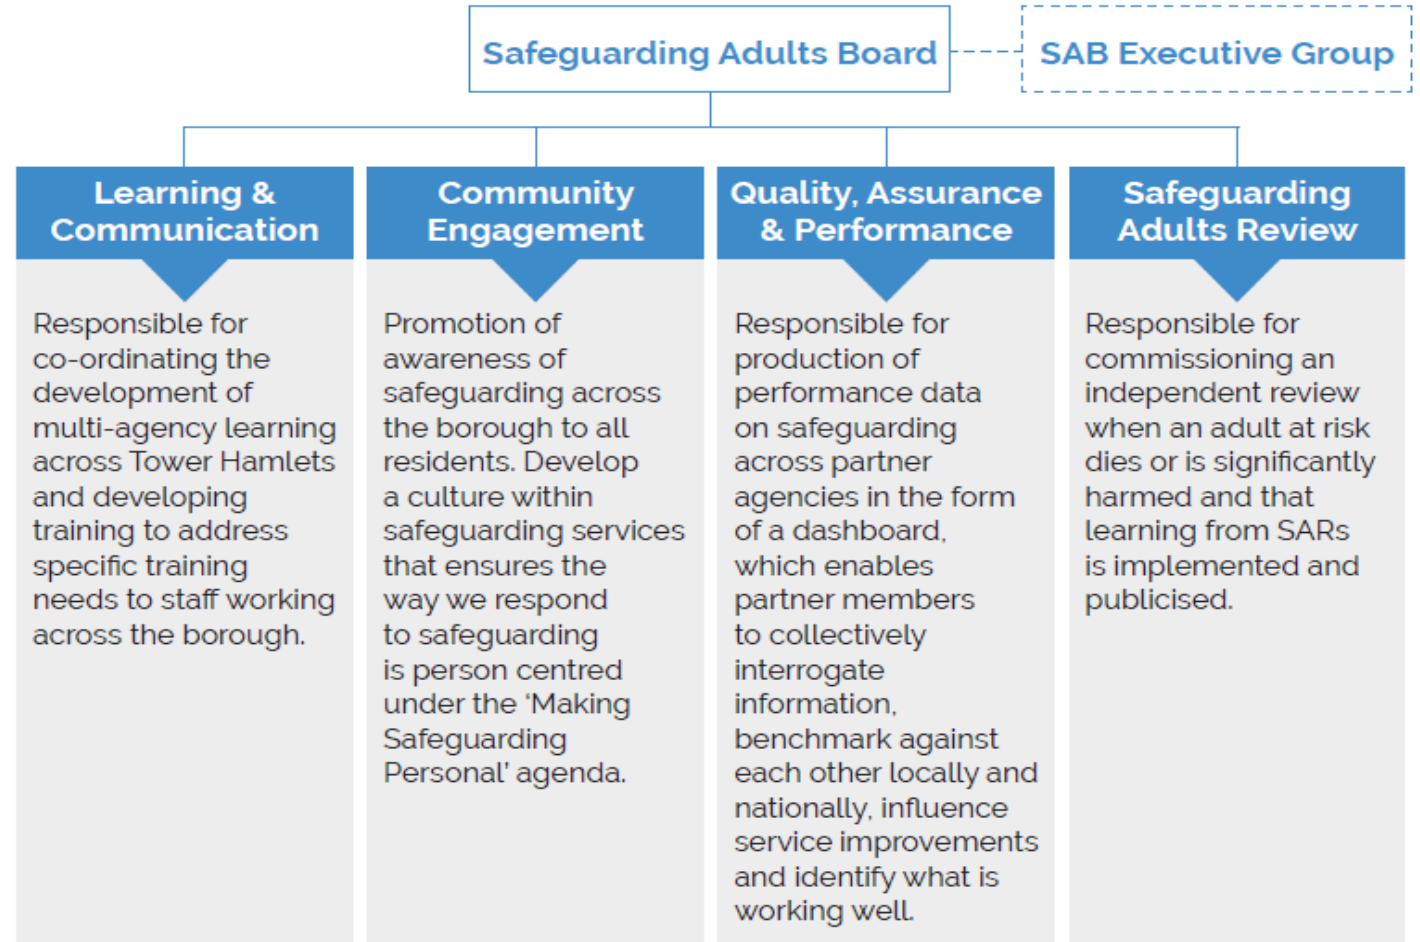 Safeguarding Adults Board
SAB Executive Group
Learning &
Communication
Responsible for
co-ordinating the
development of
multi-agency learning
across Tower Hamlets
and developing
training to address
specific training
needs to staff working
across the borough.
Community
Engagement
Promotion of
awareness of
safeguarding across
the borough to all
residents. Develop
a culture within
safeguarding services
that ensures the
way we respond
to safeguarding
is person centred
under the ‘Making
Safeguarding
Personal’ agenda.
Quality, Assurance
& Performance
Responsible for
production of
performance data
on safeguarding
across partner
agencies in the form
of a dashboard,
which enables
partner members
to collectively
interrogate
information,
benchmark against
each other locally and
nationally, influence
service improvements
and identify what is
working well.
Safeguarding
Adults Review
Responsible for
commissioning an
independent review
when an adult at risk
dies or is significantly
harmed and that
learning from SARs
is implemented and
publicised.